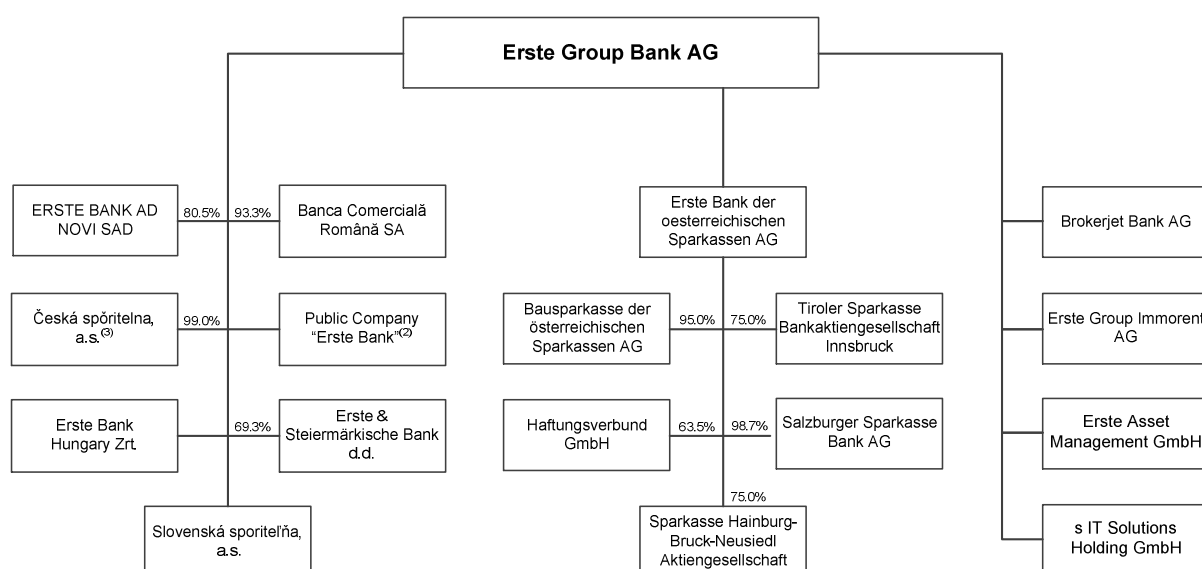 Erste Group Bank AG
ERSTE BANK AD
NOVI SAD
80.5%
93.3%
Banca Comercială
Română SA
Erste Bank der
oesterreichischen
Sparkassen AG
Brokerjet Bank AG
Česká spŏritelna,
a.s.(3)
99.0%
Public Company
"Erste Bank"(2)
Bausparkasse der
österreichischen
Sparkassen AG
95.0%
75.0%
Tiroler Sparkasse
Bankaktiengesellschaft
Innsbruck
Erste Group Immorent
AG
Erste Bank
Hungary Zrt.
69.3%
Erste &
Steiermärkische Bank
d.d.
Haftungsverbund
GmbH
63.5%
98.7%
Salzburger Sparkasse
Bank AG
Erste Asset
Management GmbH
Slovenská sporiteľňa,
a.s.
75.0%
Sparkasse Hainburg-
Bruck-Neusiedl
Aktiengesellschaft
s IT Solutions
Holding GmbH